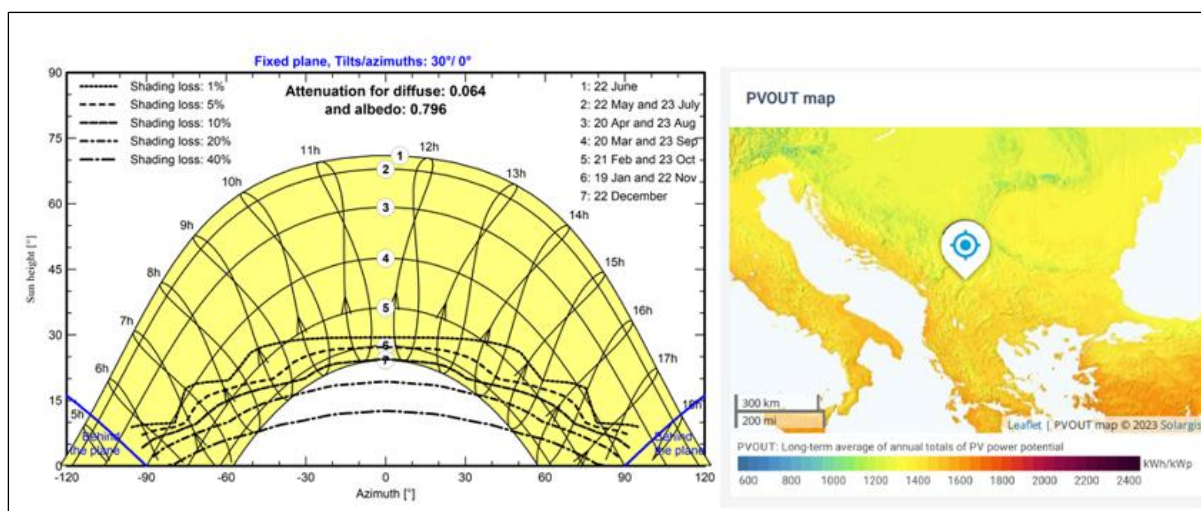 Fixed plane, Tilts/azimuths: 30°/ 0°
90
75
60
45
30
15
0
Sun height [°]
Shading loss: 1%
Shading loss: 5%
Shading loss: 10%
Shading loss: 20%
Shading loss: 40%
Attenuation for diffuse: 0.064
and albedo: 0.796
1: 22 June
2: 22 May and 23 July
3: 20 Apr and 23 Aug
4: 20 Mar and 23 Sep
5: 21 Feb and 23 Oct
6: 19 Jan and 22 Nov
7: 22 December
5h
6h
7h
8h
9h
10h
11h
12h
13h
14h
15h
16h
17h
18h
1
2
3
4
5
6
7
Behind
the plane
Behind
the plane
-120
-90
-60
-30
0
30
60
90
120
Azimuth [°]
PVOUT map
300 km
200 mi
Leaflet | PVOUT map © 2023 Solargis
PVOUT: Long-term average of annual totals of PV power potential
kWh/kWp
600 800 1000 1200 1400 1600 1800 2000 2200 2400